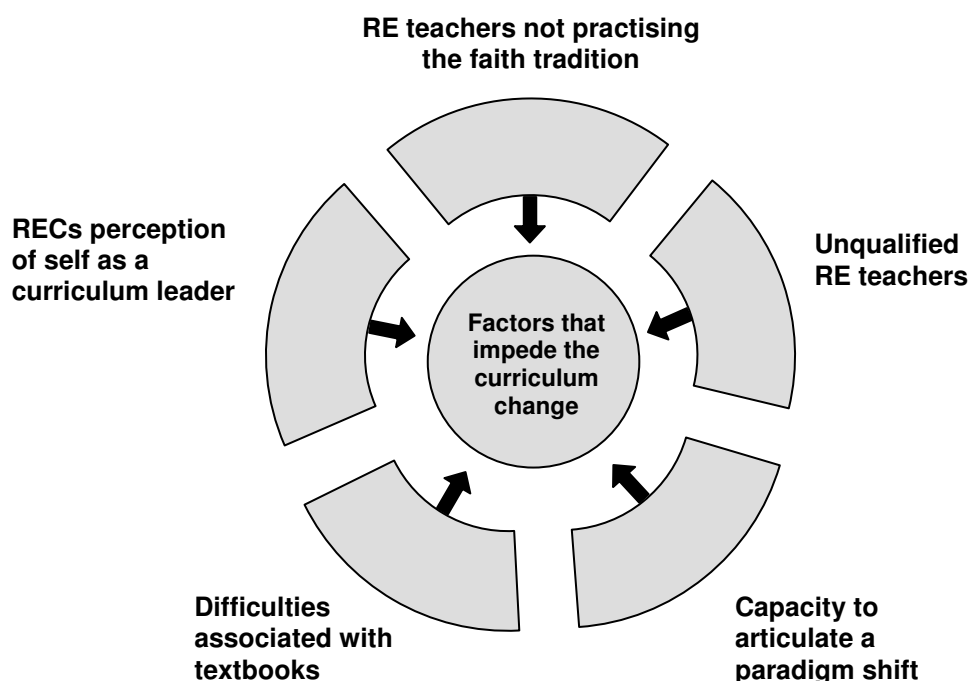 RE teachers not practising
the faith tradition
RECs perception
of self as a
curriculum leader
Unqualified
RE teachers
Factors that
impede the
curriculum
change
Difficulties
associated with
textbooks
Capacity to
articulate a
paradigm shift